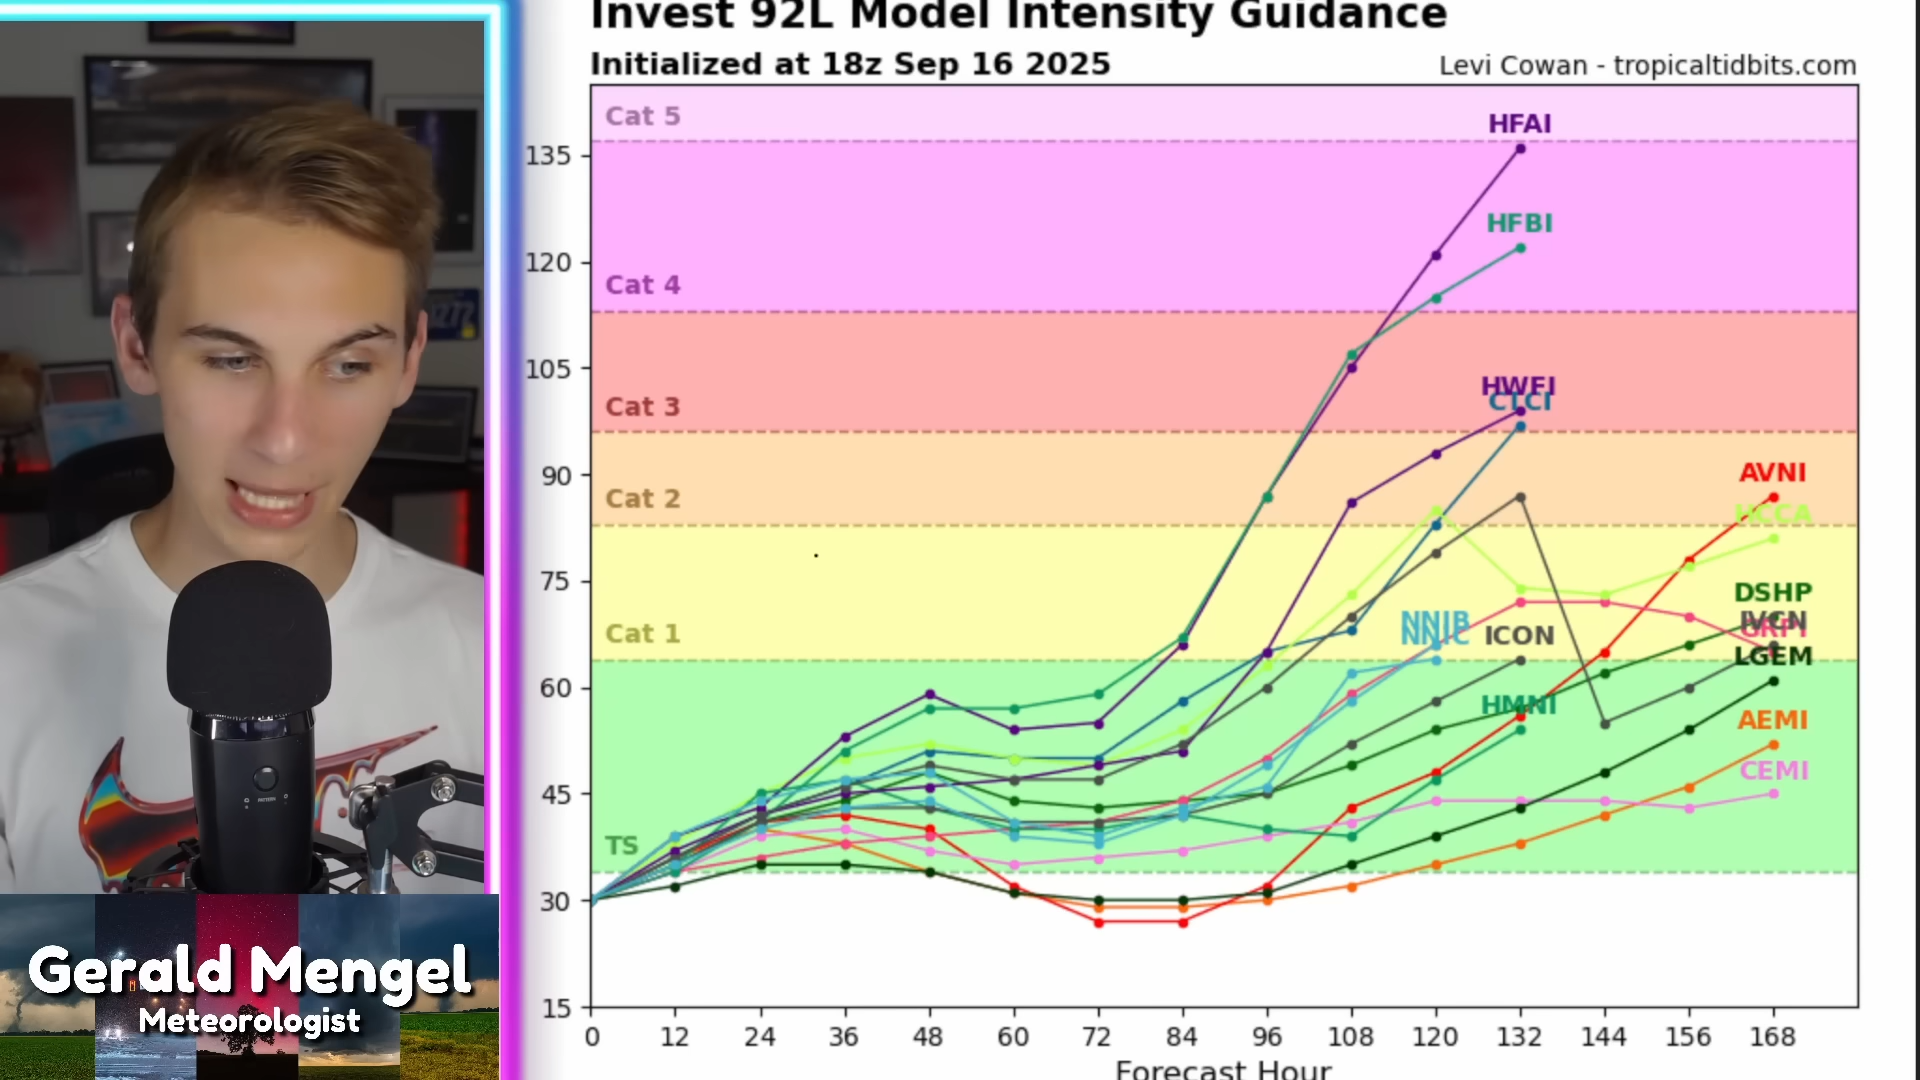 Invest 92L Model Intensity Guidance
Initialized at 18z Sep 16 2025
Levi Cowan - tropicaltidbits.com
Cat 5
HFAI
135
HFBI
120
Cat 4
105
HWFI
CTCI
Cat 3
90
AVNI
Cat 2
HCCA
75
DSHP
NNIB
IVCN
NNIC
ICON
Cat 1
LGEM
60
HMNI
AEMI
CEMI
45
TS
30
15
0 12 24 36 48 60 72 84 96 108 120 132 144 156 168
Forecast Hour
Gerald Mengel
Meteorologist